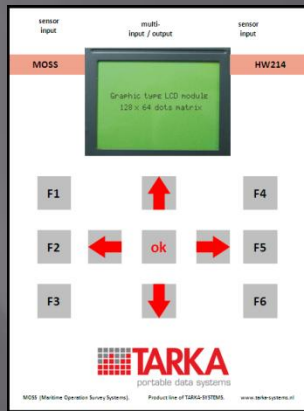 sensor
input
multi-
input / output
sensor
input
MOSS
HW214
Graphic type LCD module
128 x 64 dots matrix
F1
F4
F2
ok
F5
F3
F6
TARKA
portable data systems
MOSS (Maritime Operation Survey Systems). Product line of TARKA-SYSTEMS. www.tarka-systems.nl